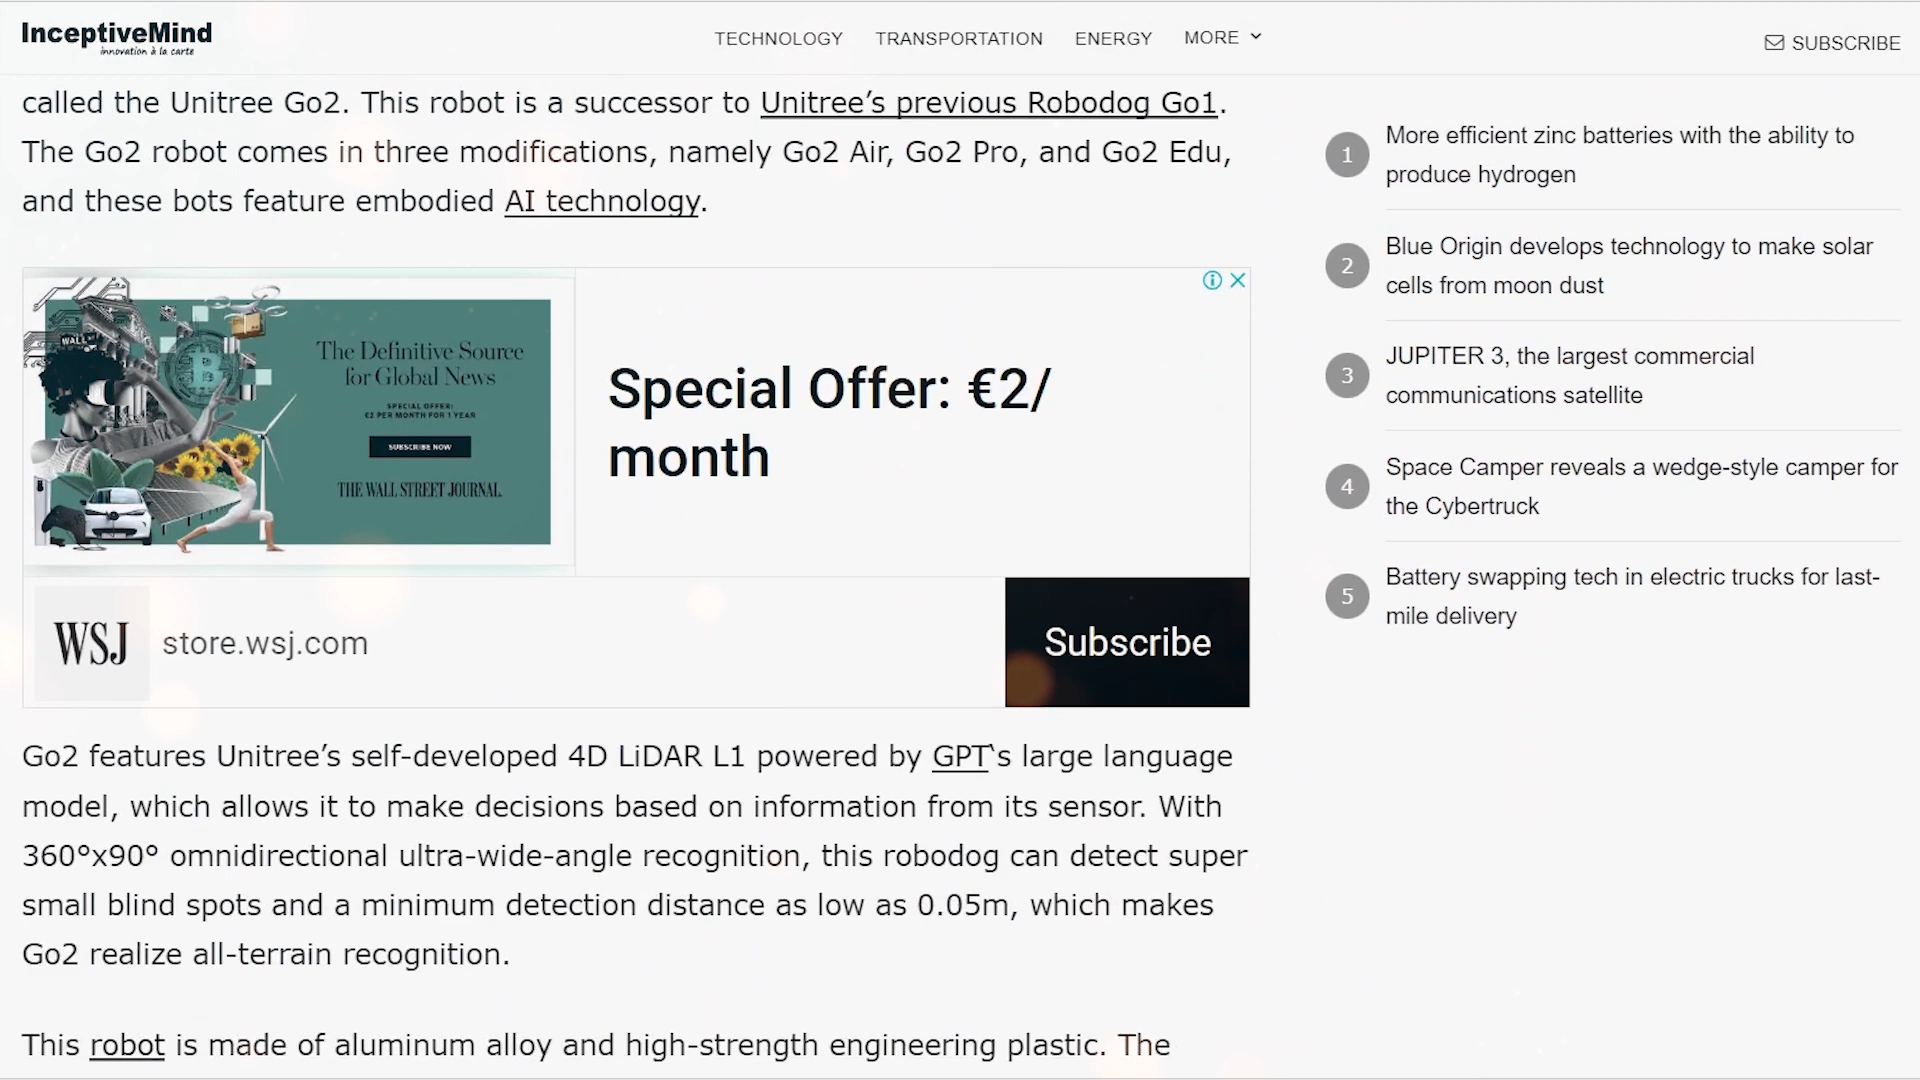 InceptiveMind
innovation à la carte
TECHNOLOGY
TRANSPORTATION
ENERGY
MORE
SUBSCRIBE
called the Unitree Go2. This robot is a successor to Unitree’s previous Robodog Go1.
The Go2 robot comes in three modifications, namely Go2 Air, Go2 Pro, and Go2 Edu,
and these bots feature embodied AI technology.
WALL
The Definitive Source
for Global News
SPECIAL OFFER:
€2 PER MONTH FOR 1 YEAR
SUBSCRIBE NOW
THE WALL STREET JOURNAL.
Special Offer: €2/
month
WSJ
store.wsj.com
Subscribe
Go2 features Unitree’s self-developed 4D LiDAR L1 powered by GPT‘s large language
model, which allows it to make decisions based on information from its sensor. With
360°x90° omnidirectional ultra-wide-angle recognition, this robodog can detect super
small blind spots and a minimum detection distance as low as 0.05m, which makes
Go2 realize all-terrain recognition.
This robot is made of aluminum alloy and high-strength engineering plastic. The
1
More efficient zinc batteries with the ability to
produce hydrogen
2
Blue Origin develops technology to make solar
cells from moon dust
3
JUPITER 3, the largest commercial
communications satellite
4
Space Camper reveals a wedge-style camper for
the Cybertruck
5
Battery swapping tech in electric trucks for last-
mile delivery